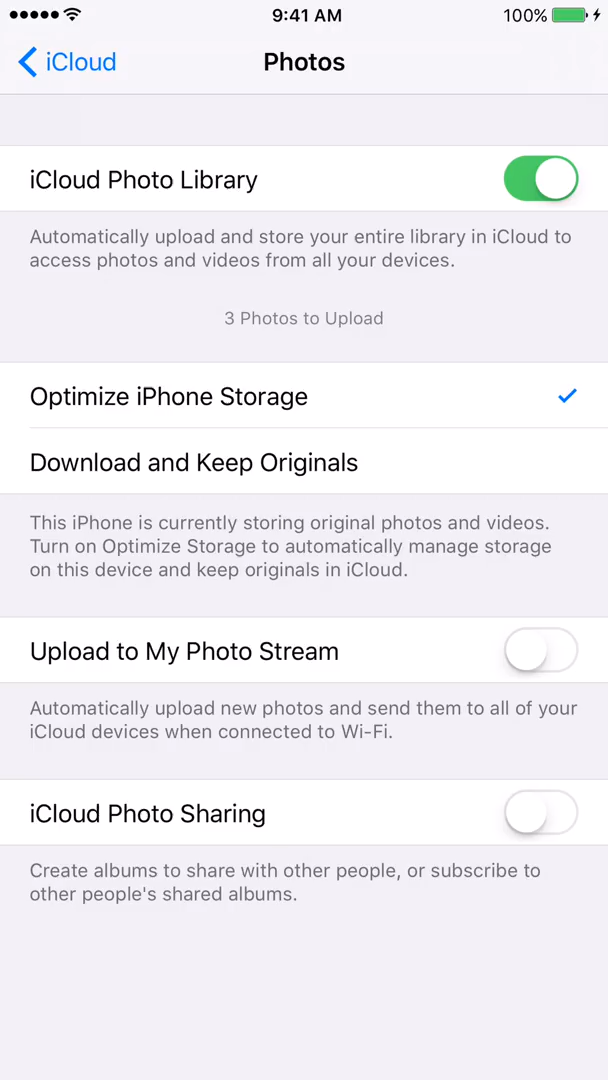 9:41 AM
100%
iCloud
Photos
iCloud Photo Library
Automatically upload and store your entire library in iCloud to
access photos and videos from all your devices.
3 Photos to Upload
Optimize iPhone Storage
Download and Keep Originals
This iPhone is currently storing original photos and videos.
Turn on Optimize Storage to automatically manage storage
on this device and keep originals in iCloud.
Upload to My Photo Stream
Automatically upload new photos and send them to all of your
iCloud devices when connected to Wi-Fi.
iCloud Photo Sharing
Create albums to share with other people, or subscribe to
other people's shared albums.